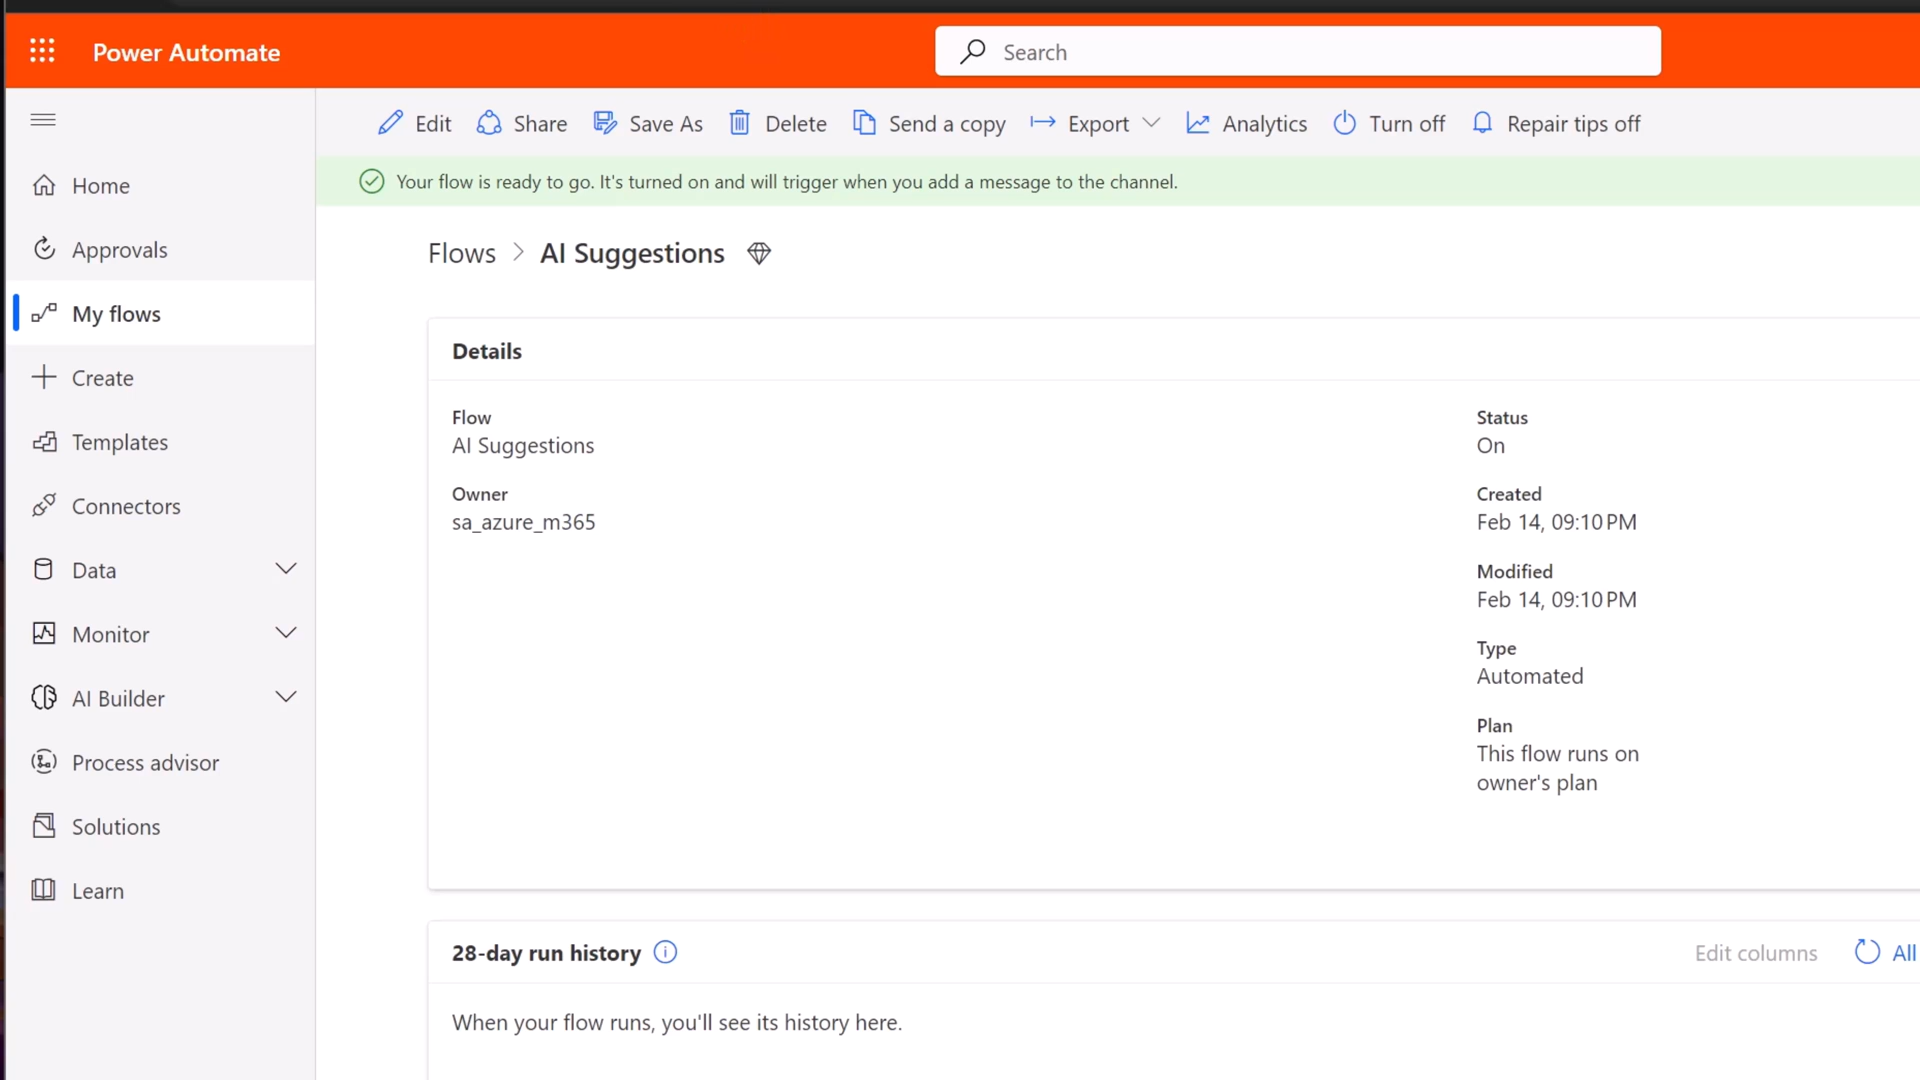 Power Automate
Search
Edit
Share
Save As
Delete
Send a copy
Export
Analytics
Turn off
Repair tips off
Home
Approvals
My flows
Create
Templates
Connectors
Data
Monitor
AI Builder
Process advisor
Solutions
Learn
Your flow is ready to go. It's turned on and will trigger when you add a message to the channel.
Flows > AI Suggestions
Details
Flow
AI Suggestions
Owner
sa_azure_m365
Status
On
Created
Feb 14, 09:10 PM
Modified
Feb 14, 09:10 PM
Type
Automated
Plan
This flow runs on
owner's plan
28-day run history
Edit columns
All
When your flow runs, you'll see its history here.